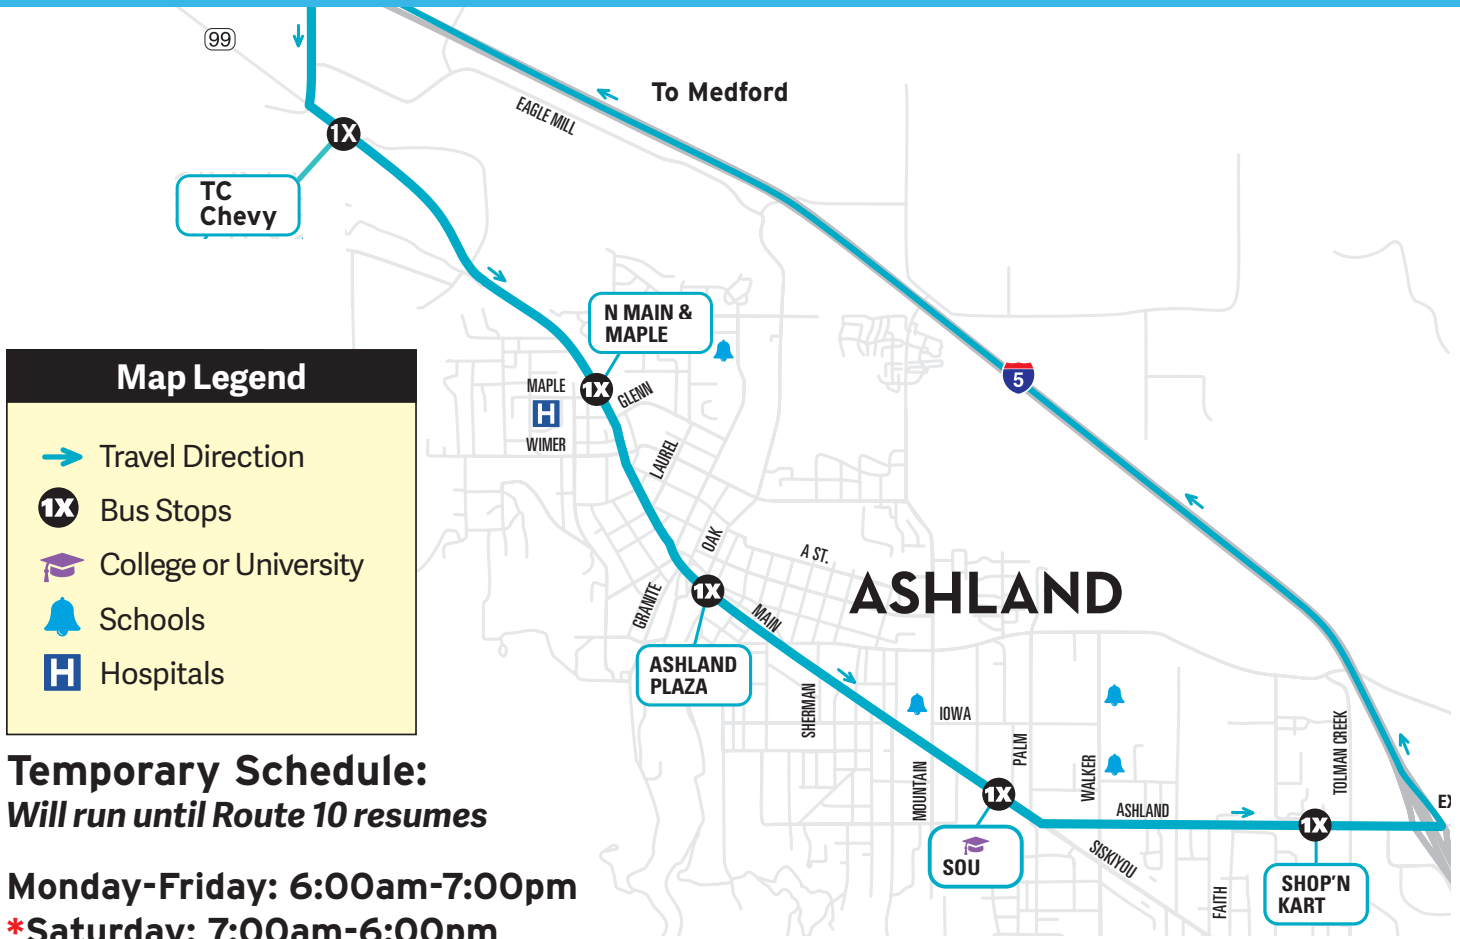 99
To Medford
EAGLE MILL
1X
TC
Chevy
N MAIN &
MAPLE
5
Map Legend
Travel Direction
1X Bus Stops
College or University
Schools
H Hospitals
MAPLE
1X
GLENN
H
WIMER
LAUREL
OAK
A ST.
ASHLAND
GRANITE
1X
MAIN
ASHLAND
PLAZA
SHERMAN
IOWA
PALM
TOLMAN CREEK
MOUNTAIN
WALKER
1X
ASHLAND
1X
SOU
SISKIYOU
SHOP'N
KART
FAITH
Temporary Schedule:
Will run until Route 10 resumes
Monday-Friday: 6:00am-7:00pm
*Saturday: 7:00am-6:00pm